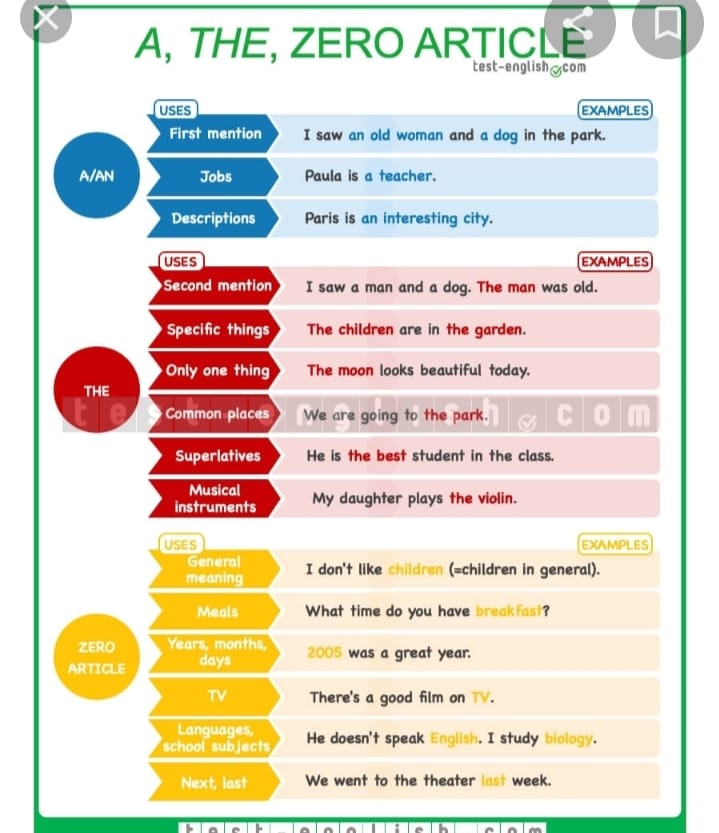 A, THE, ZERO ARTICLE
test-english.com
USES
EXAMPLES
A/AN
First mention
I saw an old woman and a dog in the park.
Jobs
Paula is a teacher.
Descriptions
Paris is an interesting city.
USES
EXAMPLES
THE
Second mention
I saw a man and a dog. The man was old.
Specific things
The children are in the garden.
Only one thing
The moon looks beautiful today.
Common places
We are going to the park.
test-english.com
Superlatives
He is the best student in the class.
Musical
instruments
My daughter plays the violin.
USES
EXAMPLES
ZERO
ARTICLE
General
meaning
I don't like children (=children in general).
Meals
What time do you have breakfast?
Years, months,
days
2005 was a great year.
TV
There's a good film on TV.
Languages,
school subjects
He doesn't speak English. I study biology.
Next, last
We went to the theater last week.
test-english.com